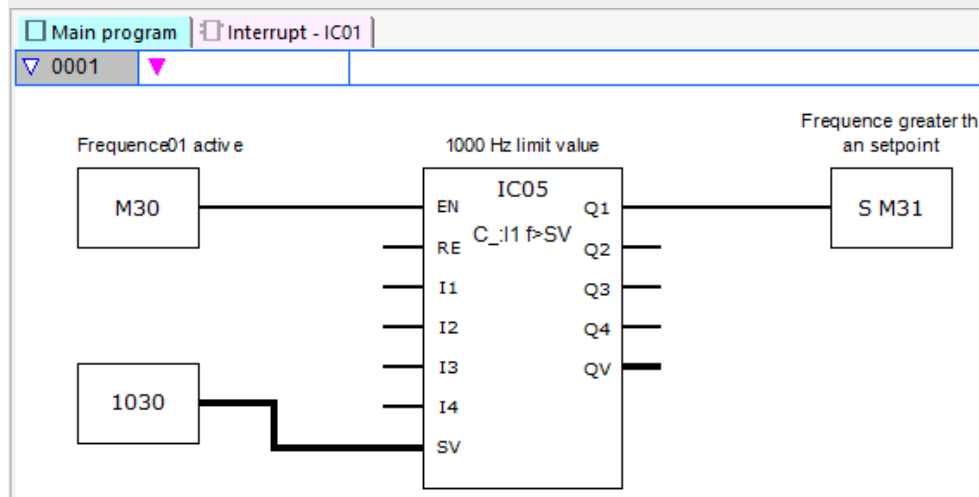 Main program
Interrupt - IC01
0001
Frequence01 active
1000 Hz limit value
Frequence greater th
an setpoint
M30
IC05
C_:I1 f>SV
EN
RE
I1
I2
I3
I4
SV
Q1
Q2
Q3
Q4
QV
S M31
1030